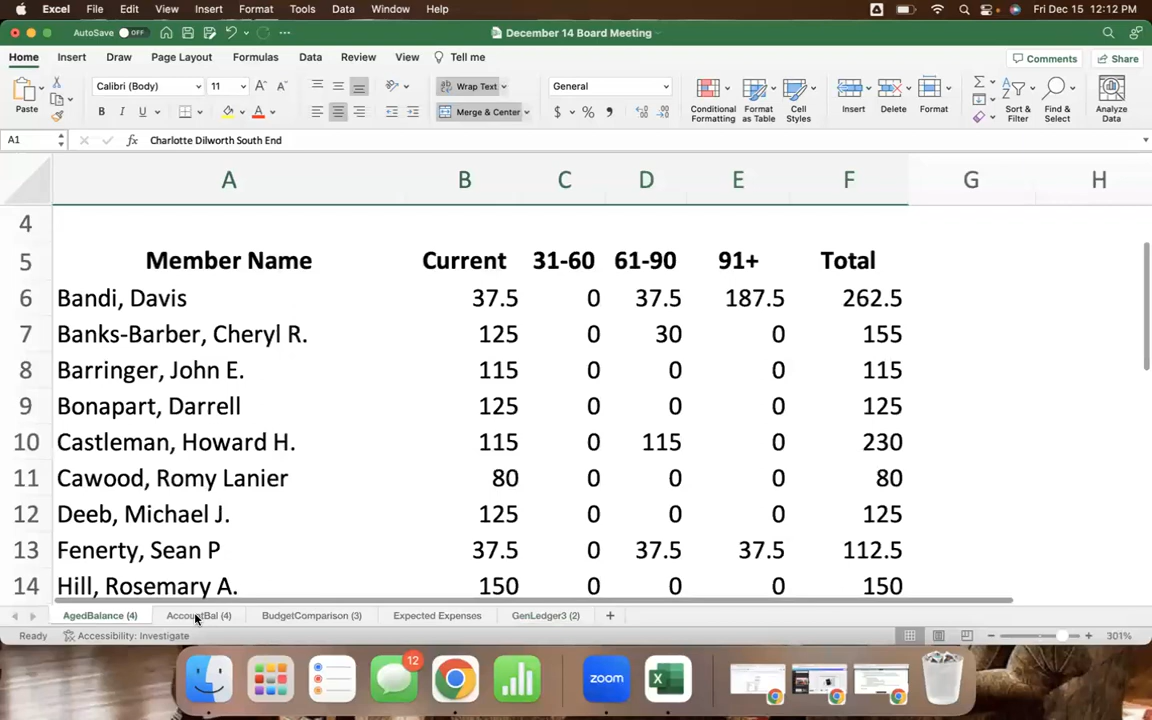 Excel File Edit View Insert Format Tools Data Window Help Fri Dec 15 12:12 PM
AutoSave OFF December 14 Board Meeting
Home Insert Draw Page Layout Formulas Data Review View Tell me Comments Share
Paste Calibri (Body) 11 A A Wrap Text General Conditional Formatting Format as Table Cell Styles Insert Delete Format Sort & Filter Find & Select Analyze Data
B I U A Merge & Center $ % 
A1 fx Charlotte Dilworth South End
A B C D E F G H
4
5 Member Name Current 31-60 61-90 91+ Total
6 Bandi, Davis 37.5 0 37.5 187.5 262.5
7 Banks-Barber, Cheryl R. 125 0 30 0 155
8 Barringer, John E. 115 0 0 0 115
9 Bonapart, Darrell 125 0 0 0 125
10 Castleman, Howard H. 115 0 115 0 230
11 Cawood, Romy Lanier 80 0 0 0 80
12 Deeb, Michael J. 125 0 0 0 125
13 Fenerty, Sean P 37.5 0 37.5 37.5 112.5
14 Hill, Rosemary A. 150 0 0 0 150
AgedBalance (4) AccountBal (4) BudgetComparison (3) Expected Expenses GenLedger3 (2) +
Ready Accessibility: Investigate 301%
12
zoom